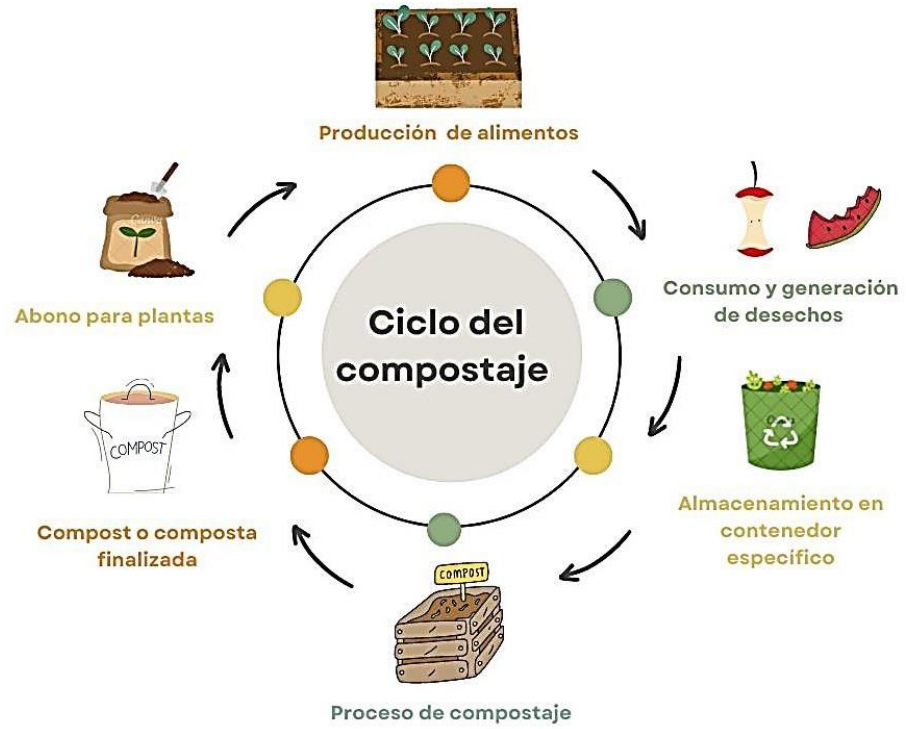 Producción de alimentos
Consumo y generación
de desechos
Almacenamiento en
contenedor
específico
COMPOST
Proceso de compostaje
COMPOST
Compost o composta
finalizada
Canva
Abono para plantas
Ciclo del
compostaje